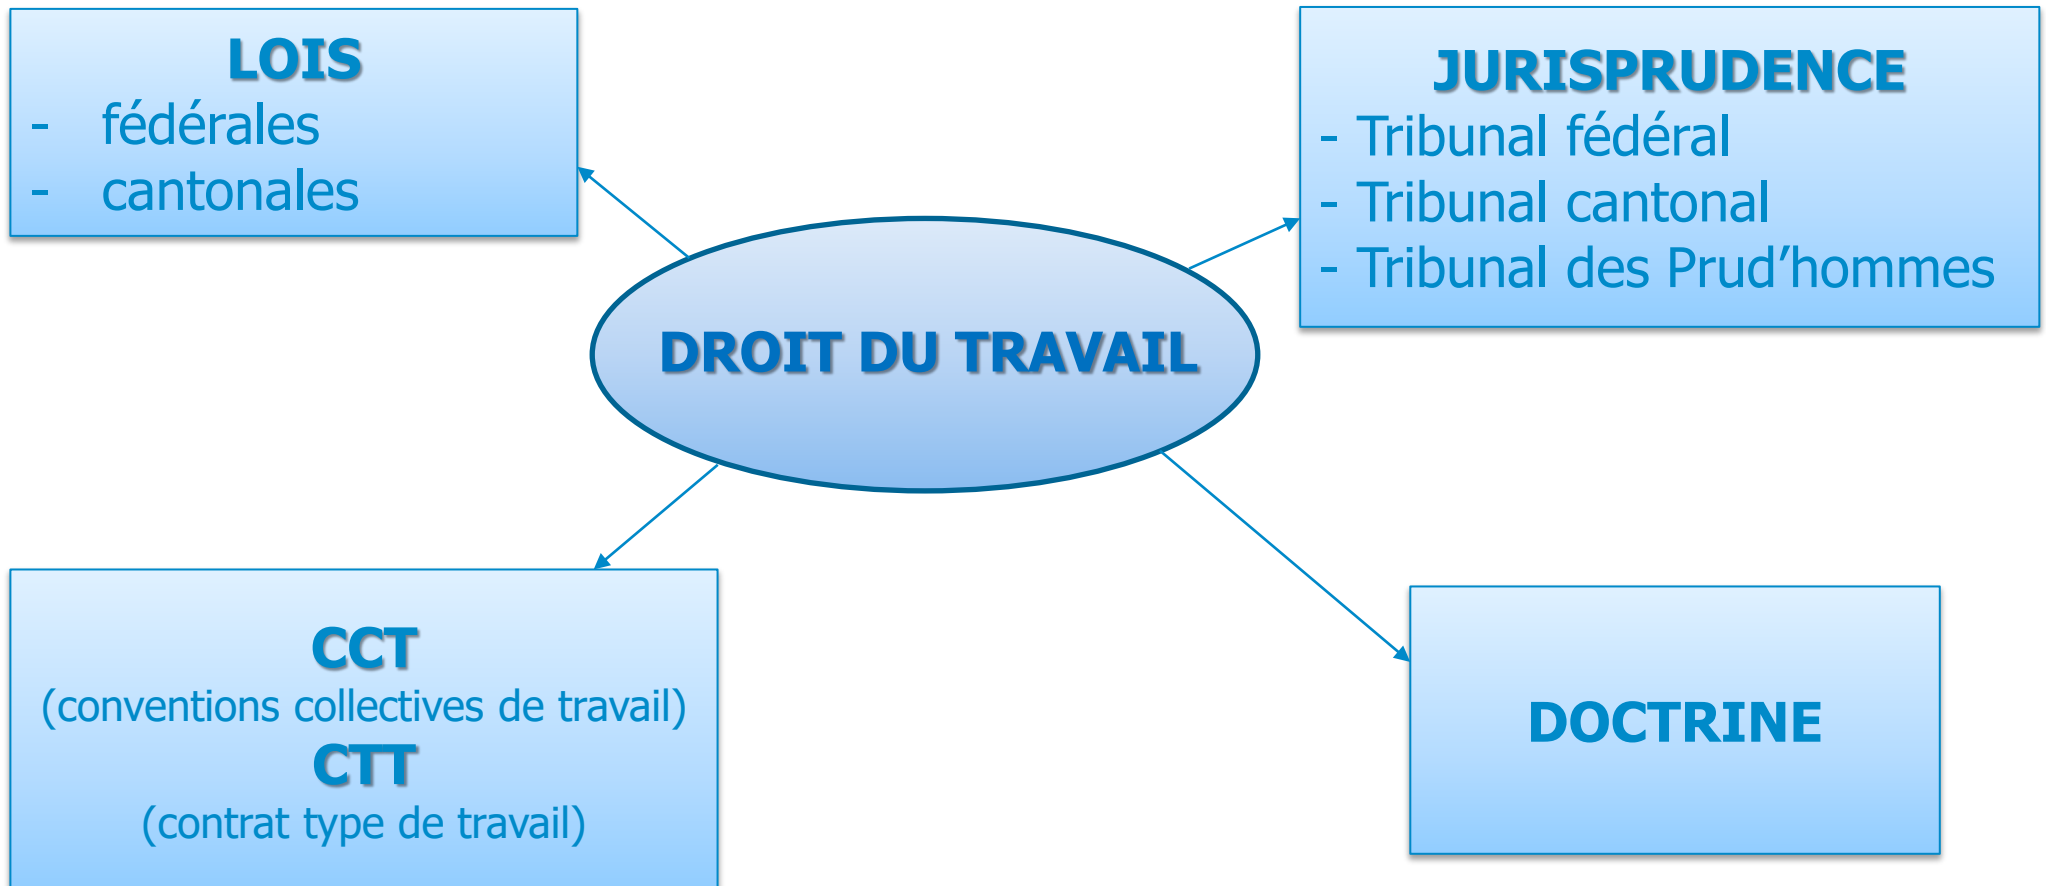 LOIS
- fédérales
- cantonales
JURISPRUDENCE
- Tribunal fédéral
- Tribunal cantonal
- Tribunal des Prud’hommes
DROIT DU TRAVAIL
CCT
(conventions collectives de travail)
CTT
(contrat type de travail)
DOCTRINE